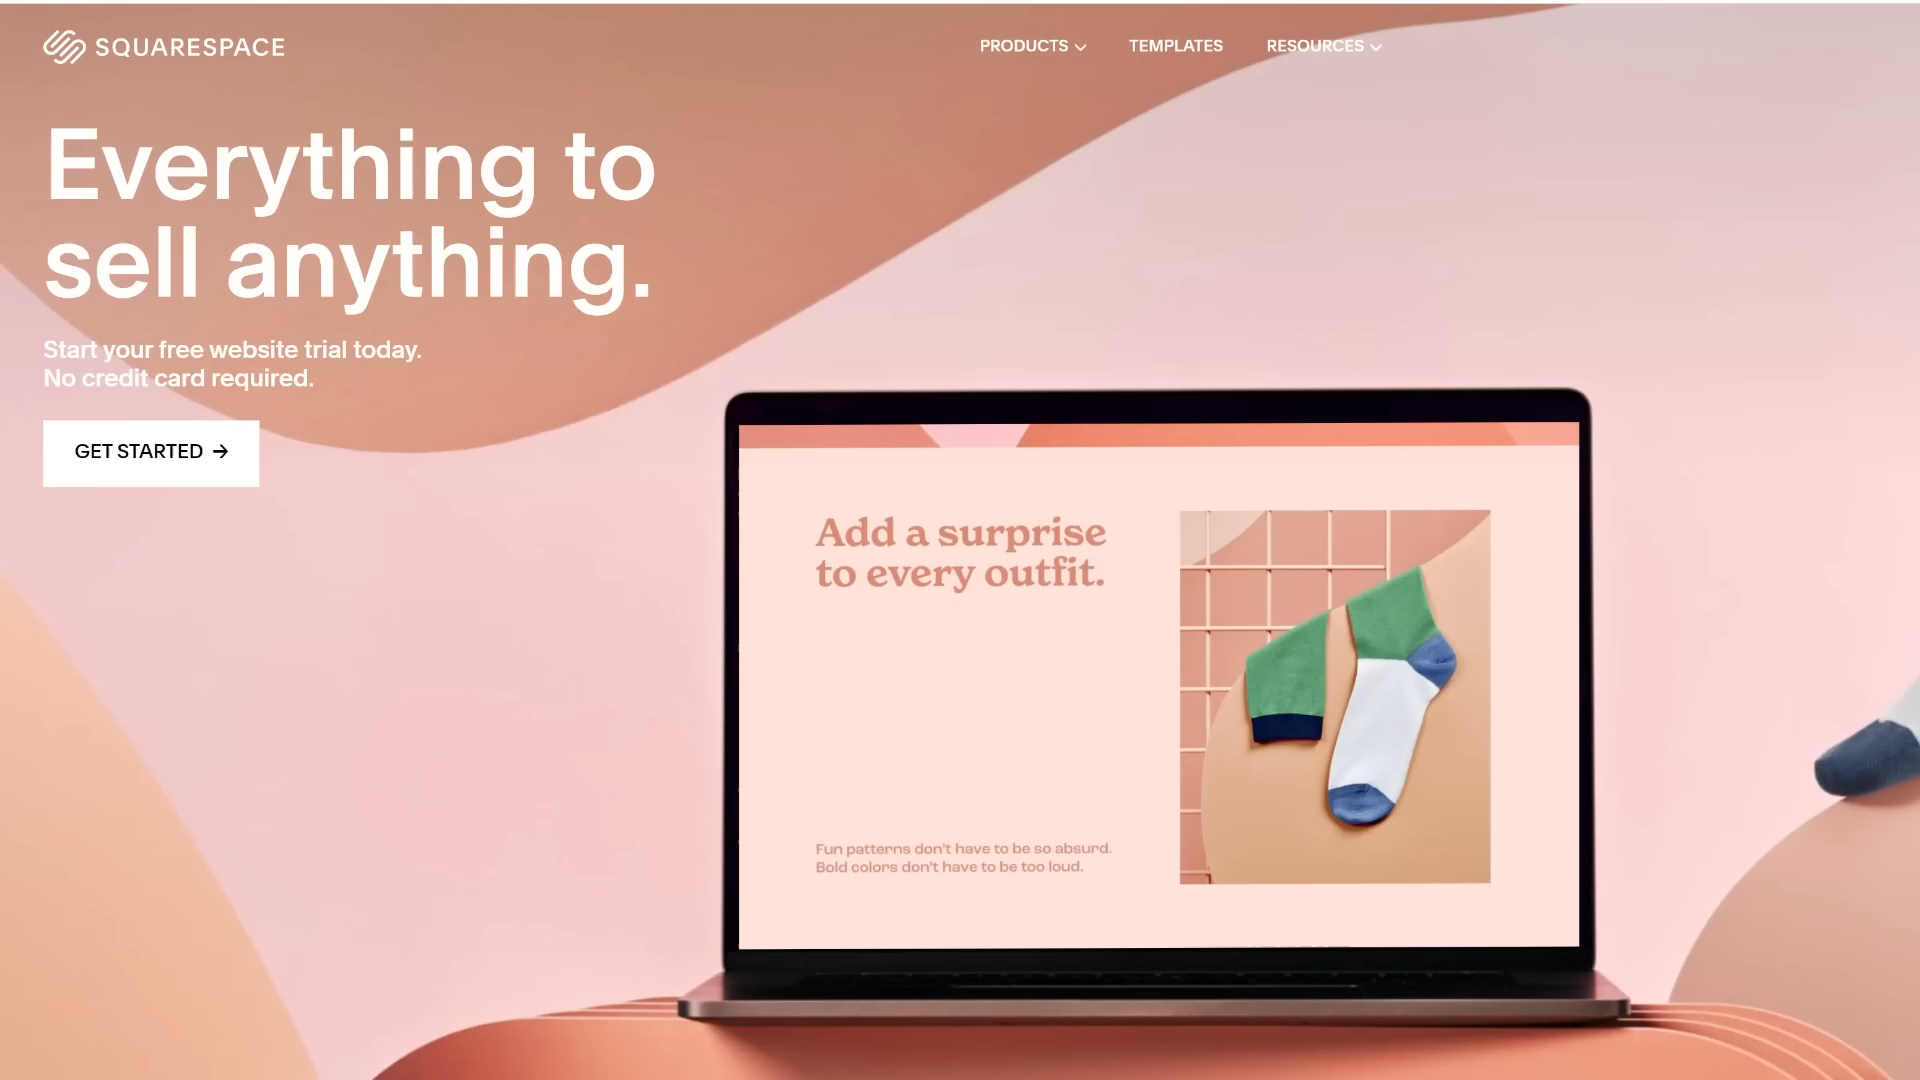 SQUARESPACE
PRODUCTS
TEMPLATES
RESOURCES
Everything to
sell anything.
Start your free website trial today.
No credit card required.
GET STARTED →
Add a surprise
to every outfit.
Fun patterns don't have to be so absurd.
Bold colors don't have to be too loud.